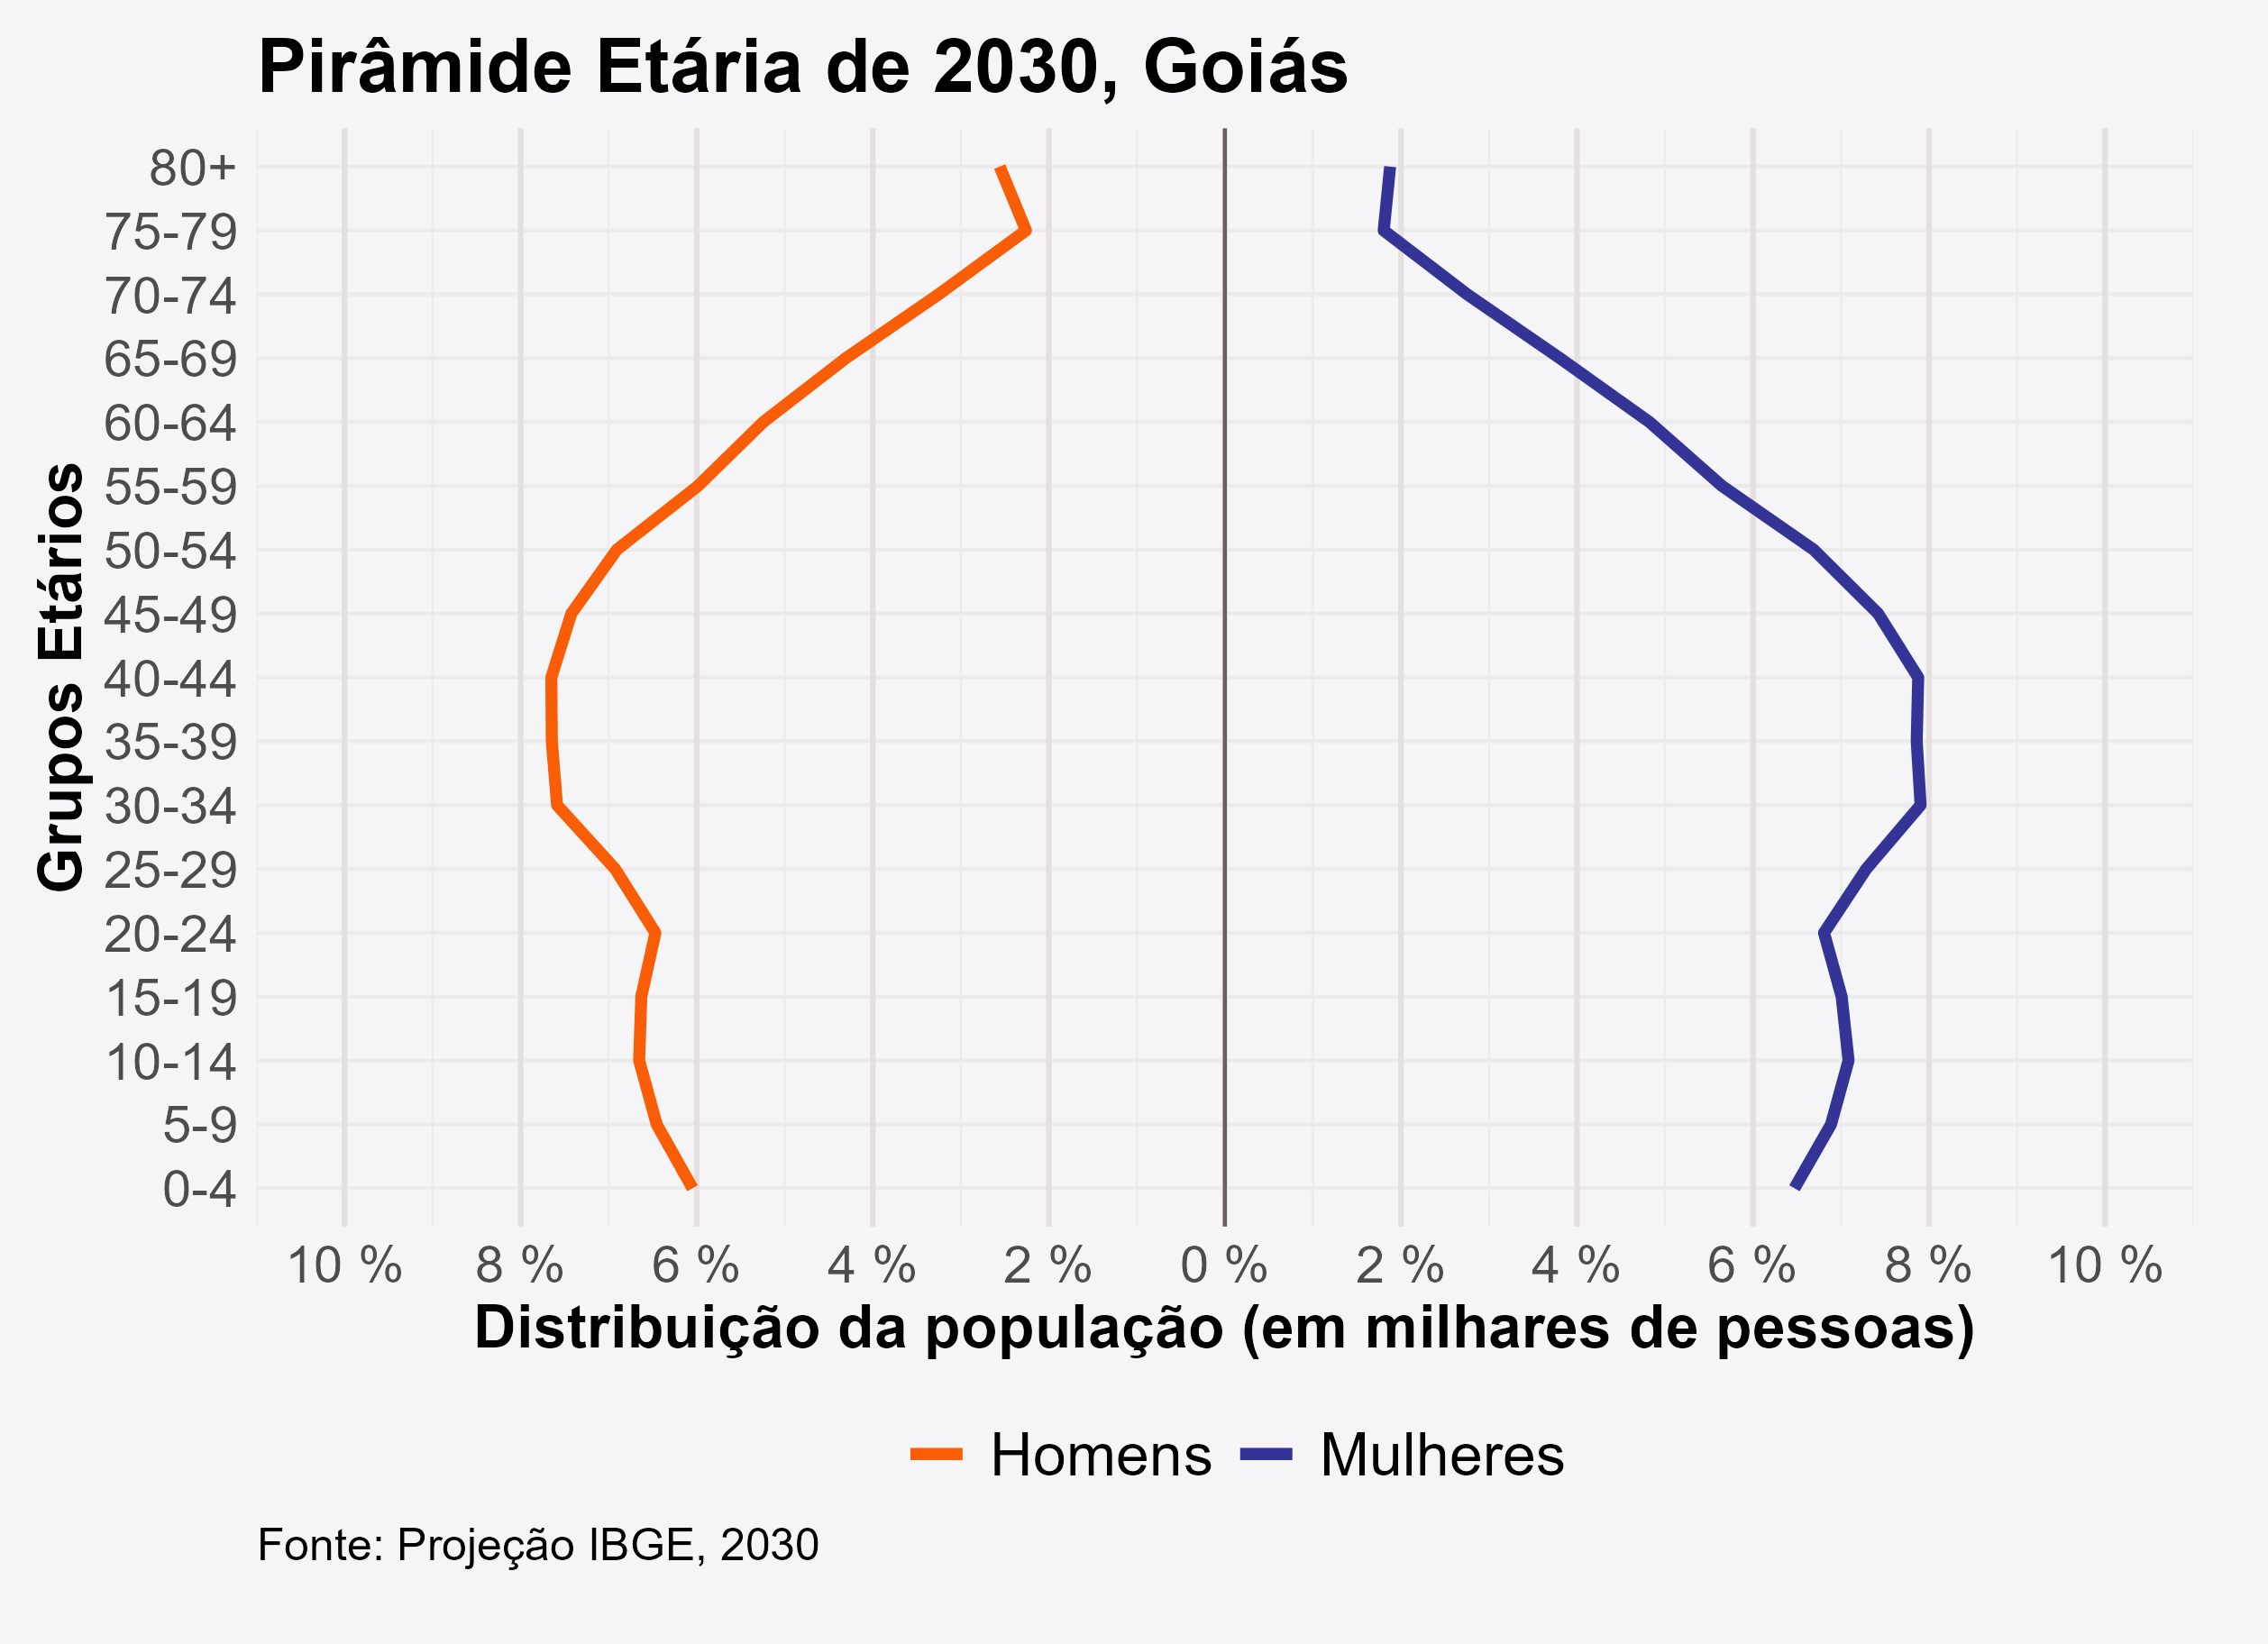 Pirâmide Etária de 2030, Goiás
80+
75-79
70-74
65-69
60-64
55-59
50-54
45-49
40-44
35-39
30-34
25-29
20-24
15-19
10-14
5-9
0-4
Grupos Etários
10 % 8 % 6 % 4 % 2 % 0 % 2 % 4 % 6 % 8 % 10 %
Distribuição da população (em milhares de pessoas)
Homens Mulheres
Fonte: Projeção IBGE, 2030